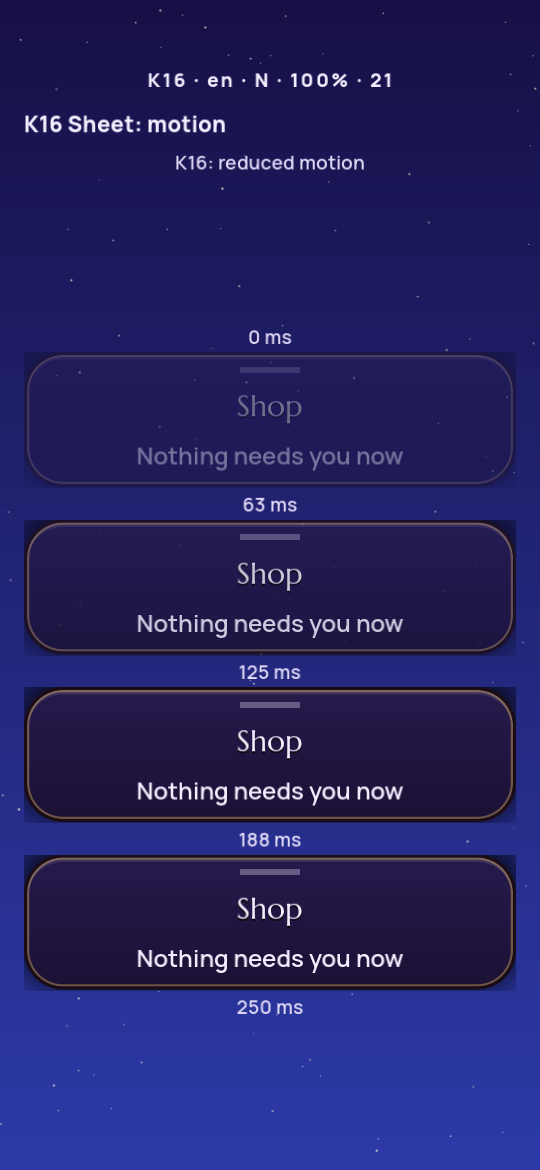 K16 · en · N · 100% · 21
K16 Sheet: motion
K16: reduced motion
0 ms
Shop
Nothing needs you now
63 ms
Shop
Nothing needs you now
125 ms
Shop
Nothing needs you now
188 ms
Shop
Nothing needs you now
250 ms